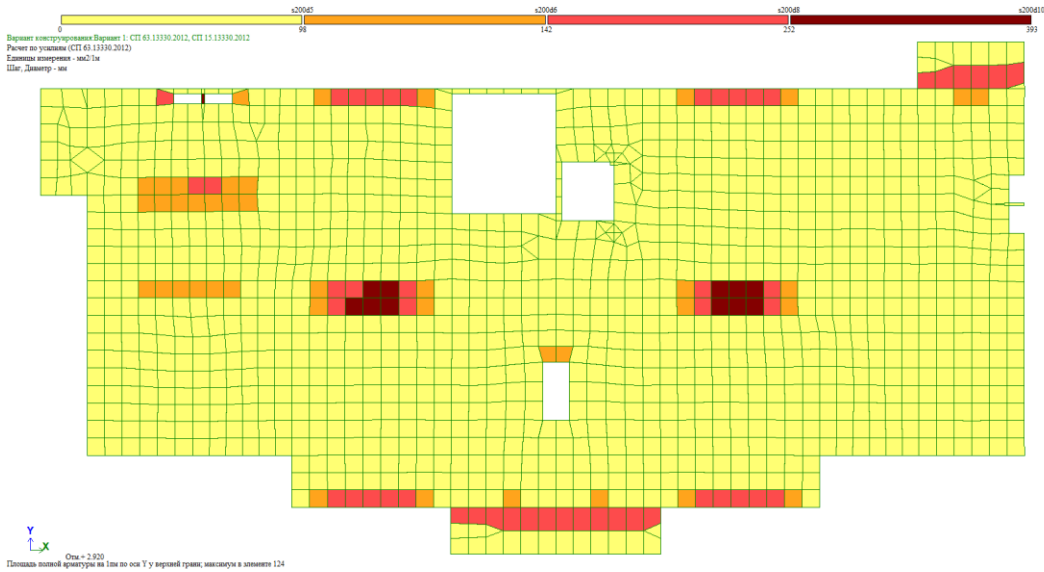 s200d5 s200d6 s200d8 s200d10
0 98 142 252 393
Вариант конструирования:Вариант 1: СП 63.13330.2012, СП 15.13330.2012
Расчет по усилиям (СП 63.13330.2012)
Единицы измерения - мм2/1м
Шаг, Диаметр - мм
Y
X
Отм.= 2.920
Площадь полной арматуры на 1пм по оси Y у верхней грани; максимум в элементе 124